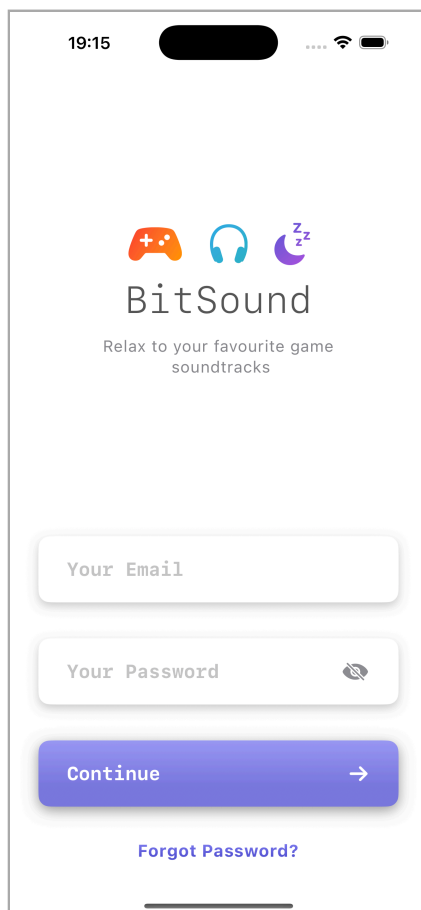 19:15
z
z
z
BitSound
Relax to your favourite game
soundtracks
Your Email
Your Password
Continue
Forgot Password?